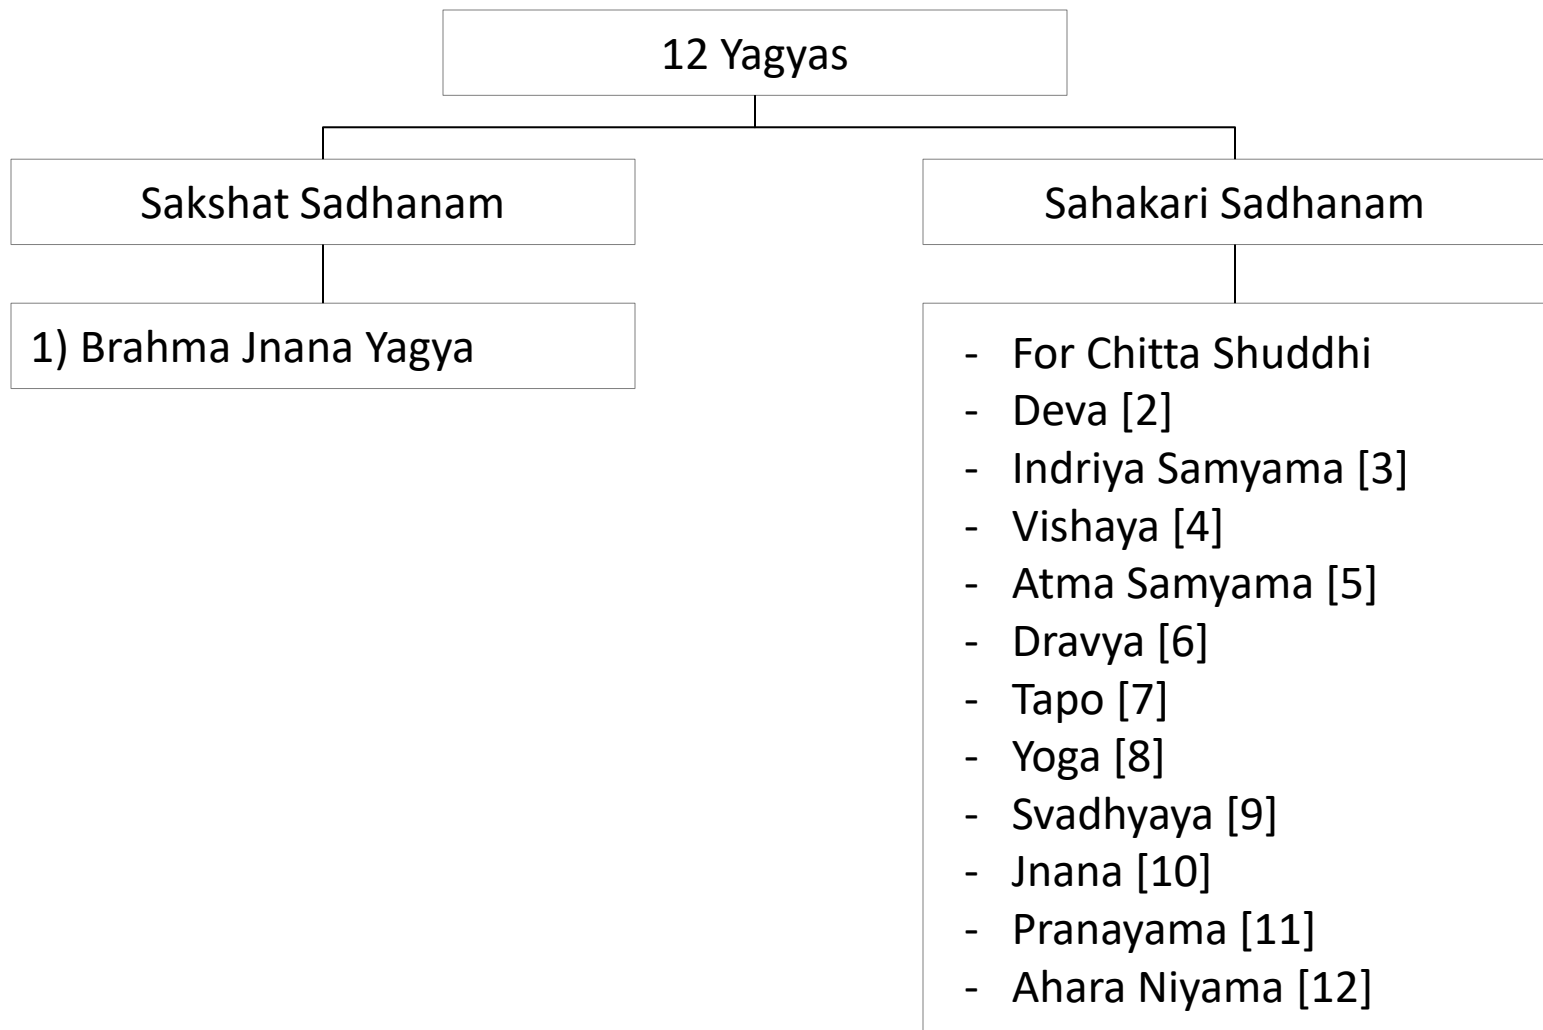 12 Yagyas
Sakshat Sadhanam
Sahakari Sadhanam
1) Brahma Jnana Yagya
- For Chitta Shuddhi
- Deva [2]
- Indriya Samyama [3]
- Vishaya [4]
- Atma Samyama [5]
- Dravya [6]
- Tapo [7]
- Yoga [8]
- Svadhyaya [9]
- Jnana [10]
- Pranayama [11]
- Ahara Niyama [12]